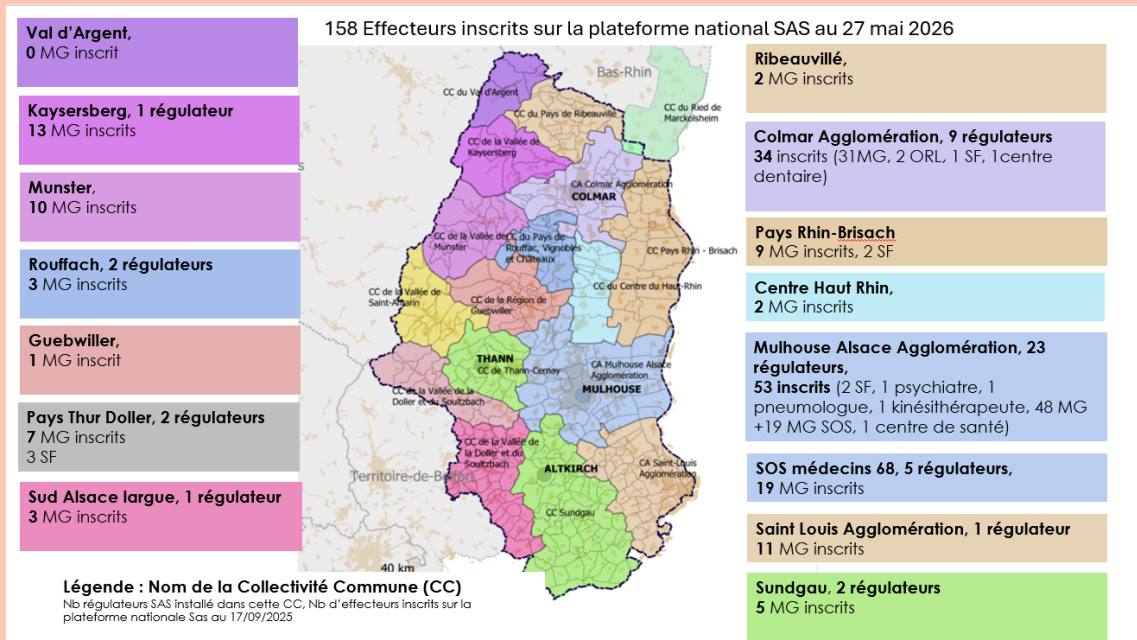 158 Effecteurs inscrits sur la plateforme national SAS au 27 mai 2026
Val d'Argent,
0 MG inscrit
Kaysersberg, 1 régulateur
13 MG inscrits
Munster,
10 MG inscrits
Rouffach, 2 régulateurs
3 MG inscrits
Guebwiller,
1 MG inscrit
Pays Thur Doller, 2 régulateurs
7 MG inscrits
3 SF
Sud Alsace largue, 1 régulateur
3 MG inscrits
Bas-Rhin
CC du Val d'Argent
CC du Pays de Ribeauville
CC du Ried de
Marckolsheim
CC de la Vallée de
Kaysersberg
CA Colmar Agglomération
COLMAR
CC de la Vallée de
Munster
CC du Pays de
Rouffac, Vignobles
et Châteaux
CC Pays Rhin - Brisach
CC de la Vallée de
Saint-Amarin
CC de la Région de
Guebwiller
CC du Centre du Haut-Rhin
THANN
CC de Thann-Cernay
CA Mulhouse Alsace
Agglomération
MULHOUSE
CC de la Vallée de la
Doller et du Soultzbach
CC de la Vallée de
la Doller et du
Soultzbach
ALTKIRCH
CA Saint-Louis
Agglomération
Territoire-de-Belfort
CC Sundgau
40 km
s
Ribeauvillé,
2 MG inscrits
Colmar Agglomération, 9 régulateurs
34 inscrits (31MG, 2 ORL, 1 SF, 1centre
dentaire)
Pays Rhin-Brisach
9 MG inscrits, 2 SF
Centre Haut Rhin,
2 MG inscrits
Mulhouse Alsace Agglomération, 23
régulateurs,
53 inscrits (2 SF, 1 psychiatre, 1
pneumologue, 1 kinésithérapeute, 48 MG
+19 MG SOS, 1 centre de santé)
SOS médecins 68, 5 régulateurs,
19 MG inscrits
Saint Louis Agglomération, 1 régulateur
11 MG inscrits
Sundgau, 2 régulateurs
5 MG inscrits
Légende : Nom de la Collectivité Commune (CC)
Nb régulateurs SAS installé dans cette CC, Nb d'effecteurs inscrits sur la
plateforme nationale Sas au 17/09/2025